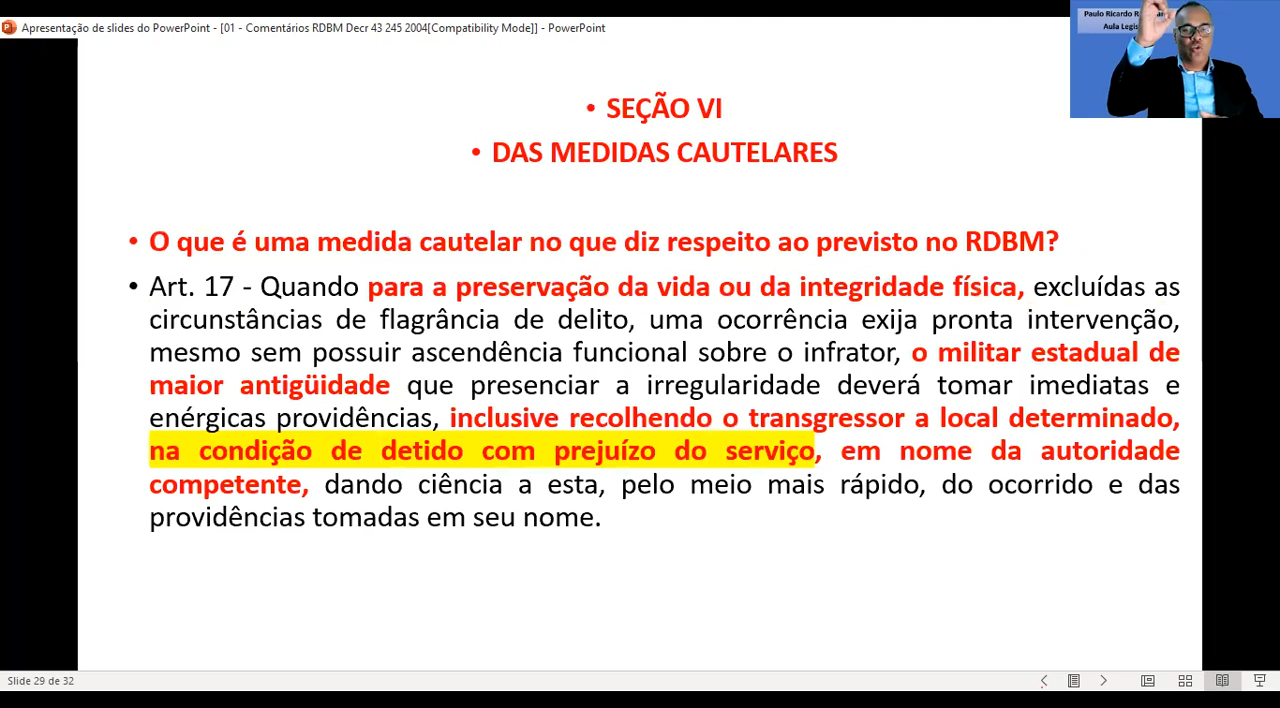 Apresentação de slides do PowerPoint - [01 - Comentários RDBM Decr 43 245 2004[Compatibility Mode]] - PowerPoint
Paulo Ricardo R
Aula Legis
• SEÇÃO VI
• DAS MEDIDAS CAUTELARES
• O que é uma medida cautelar no que diz respeito ao previsto no RDBM?
• Art. 17 - Quando para a preservação da vida ou da integridade física, excluídas as
circunstâncias de flagrância de delito, uma ocorrência exija pronta intervenção,
mesmo sem possuir ascendência funcional sobre o infrator, o militar estadual de
maior antigüidade que presenciar a irregularidade deverá tomar imediatas e
enérgicas providências, inclusive recolhendo o transgressor a local determinado,
na condição de detido com prejuízo do serviço, em nome da autoridade
competente, dando ciência a esta, pelo meio mais rápido, do ocorrido e das
providências tomadas em seu nome.
Slide 29 de 32